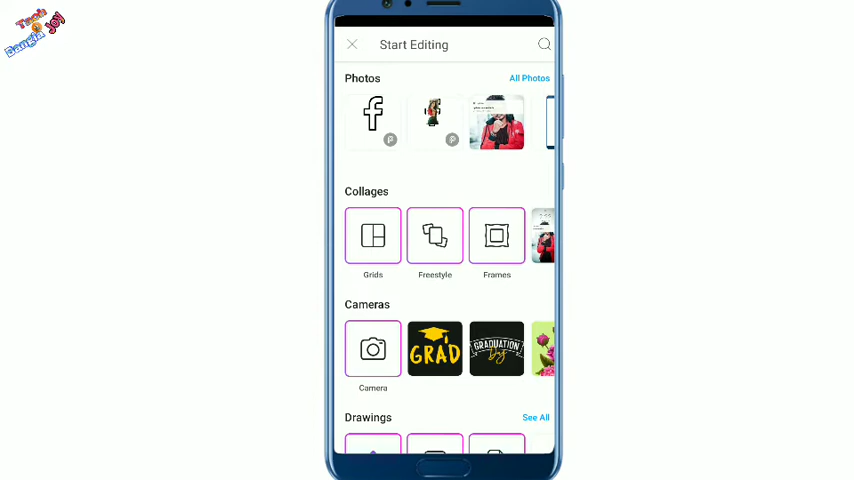 Tech
Bangla
Joy
Start Editing
Photos
All Photos
Collages
Grids
Freestyle
Frames
Cameras
GRAD
GRADUATION
Day
Camera
Drawings
See All